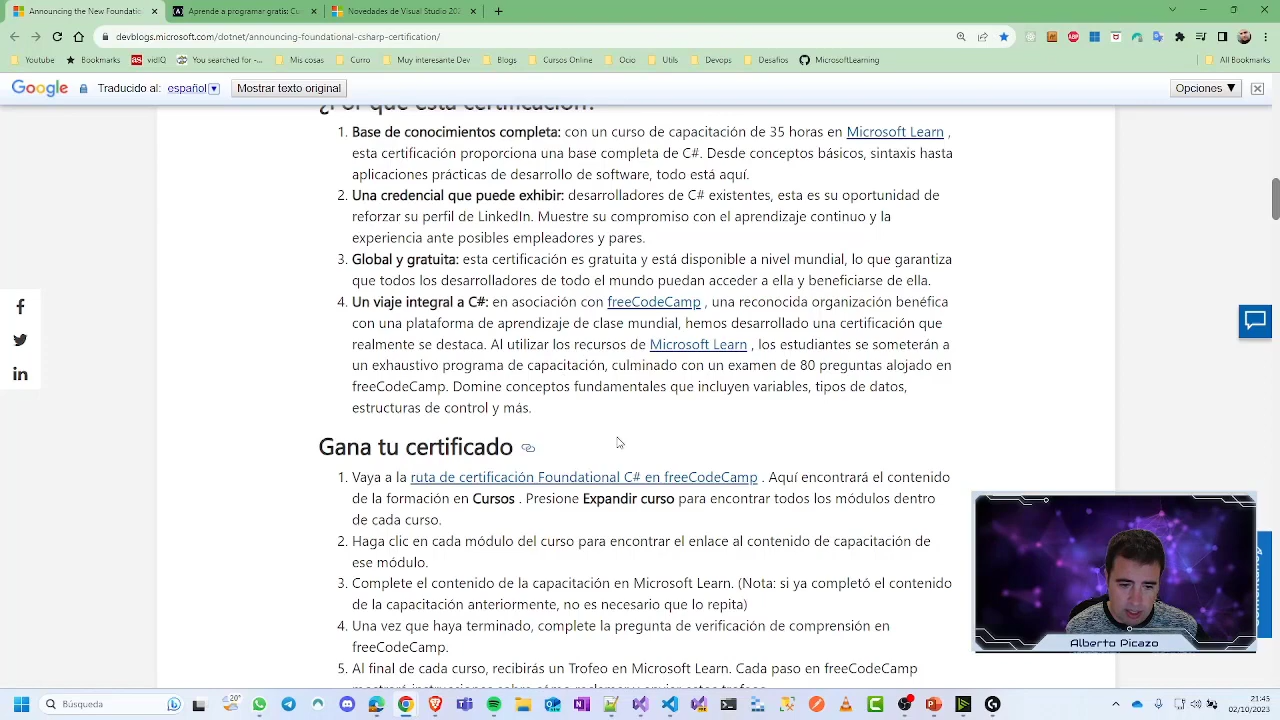 Announcing the New Foundatio
Aprende a programar gratis: Cu
Novedades de Visual Studio 202
devblogs.microsoft.com/dotnet/announcing-foundational-csharp-certification/
Youtube
Bookmarks
vidIQ
You searched for -...
Mis cosas
Curro
Muy interesante Dev
Blogs
Cursos Online
Ocio
Utils
Devops
Desafios
MicrosoftLearning
All Bookmarks
Google
Traducido al: español
Mostrar texto original
Opciones ▼
¿Por qué esta certificación?
1. Base de conocimientos completa: con un curso de capacitación de 35 horas en Microsoft Learn ,
esta certificación proporciona una base completa de C#. Desde conceptos básicos, sintaxis hasta
aplicaciones prácticas de desarrollo de software, todo está aquí.
2. Una credencial que puede exhibir: desarrolladores de C# existentes, esta es su oportunidad de
reforzar su perfil de LinkedIn. Muestre su compromiso con el aprendizaje continuo y la
experiencia ante posibles empleadores y pares.
3. Global y gratuita: esta certificación es gratuita y está disponible a nivel mundial, lo que garantiza
que todos los desarrolladores de todo el mundo puedan acceder a ella y beneficiarse de ella.
4. Un viaje integral a C#: en asociación con freeCodeCamp , una reconocida organización benéfica
con una plataforma de aprendizaje de clase mundial, hemos desarrollado una certificación que
realmente se destaca. Al utilizar los recursos de Microsoft Learn , los estudiantes se someterán a
un exhaustivo programa de capacitación, culminado con un examen de 80 preguntas alojado en
freeCodeCamp. Domine conceptos fundamentales que incluyen variables, tipos de datos,
estructuras de control y más.
Gana tu certificado
1. Vaya a la ruta de certificación Foundational C# en freeCodeCamp . Aquí encontrará el contenido
de la formación en Cursos . Presione Expandir curso para encontrar todos los módulos dentro
de cada curso.
2. Haga clic en cada módulo del curso para encontrar el enlace al contenido de capacitación de
ese módulo.
3. Complete el contenido de la capacitación en Microsoft Learn. (Nota: si ya completó el contenido
de la capacitación anteriormente, no es necesario que lo repita)
4. Una vez que haya terminado, complete la pregunta de verificación de comprensión en
freeCodeCamp.
5. Al final de cada curso, recibirás un Trofeo en Microsoft Learn. Cada paso en freeCodeCamp
Alberto Picazo
Búsqueda
20°
21:45
02/10/2023